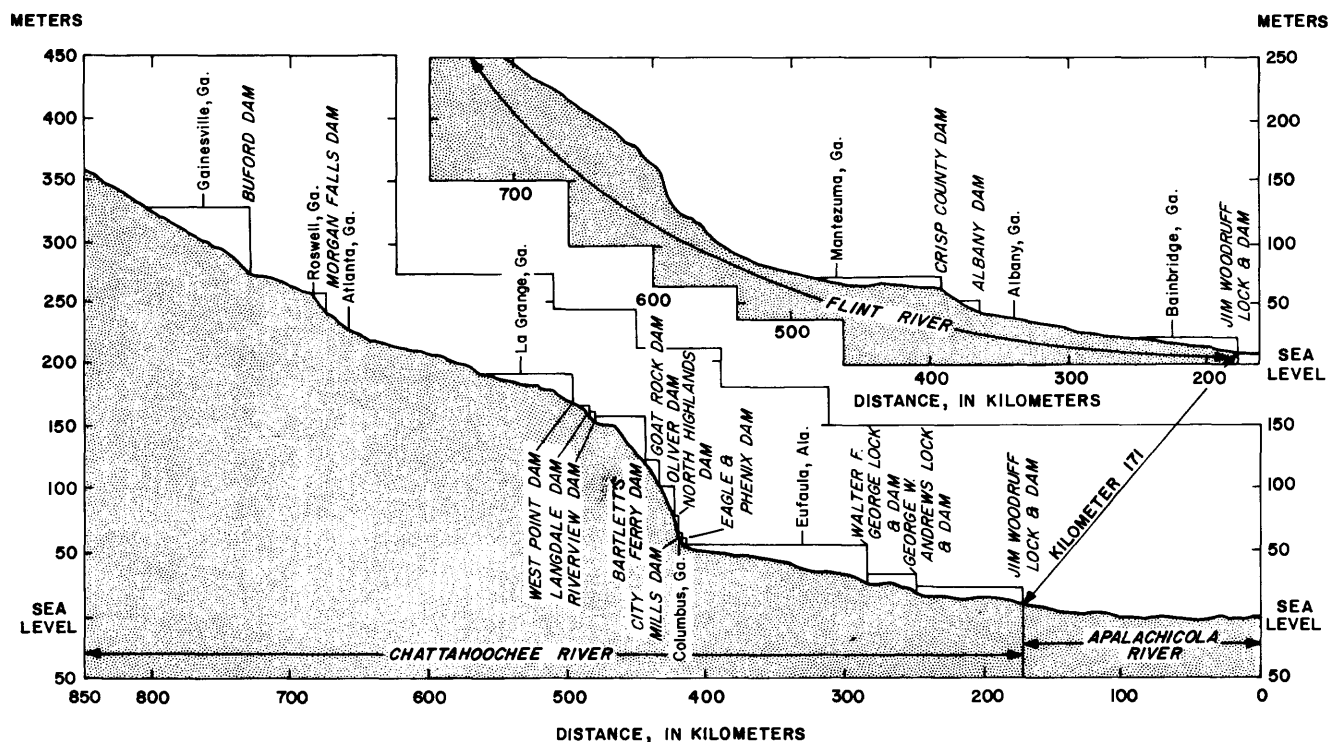 METERS
METERS
450
400
350
300
250
200
150
100
50
SEA
LEVEL
50
Gainesville, Ga.
BUFORD DAM
Roswell, Ga.
MORGAN FALLS DAM
Atlanta, Ga.
La Grange, Ga.
WEST POINT DAM
LANGDALE DAM
RIVERVIEW DAM
BARTLETTS
FERRY DAM
GOAT ROCK DAM
OLIVER DAM
NORTH HIGHLANDS
DAM
CITY
MILLS DAM
EAGLE &
PHENIX DAM
Columbus, Ga.
Eufaula, Ala.
WALTER F.
GEORGE LOCK
& DAM
GEORGE W.
ANDREWS LOCK
& DAM
JIM WOODRUFF
LOCK & DAM
KILOMETER 171
CHATTAHOOCHEE RIVER
APALACHICOLA
RIVER
850
800
700
600
500
400
300
200
100
0
DISTANCE, IN KILOMETERS
150
100
50
SEA
LEVEL
50
250
200
150
100
50
SEA
LEVEL
Mantezuma, Ga.
CRISP COUNTY DAM
ALBANY DAM
Albany, Ga.
Bainbridge, Ga.
JIM WOODRUFF
LOCK & DAM
FLINT RIVER
700
600
500
400
300
200
DISTANCE, IN KILOMETERS